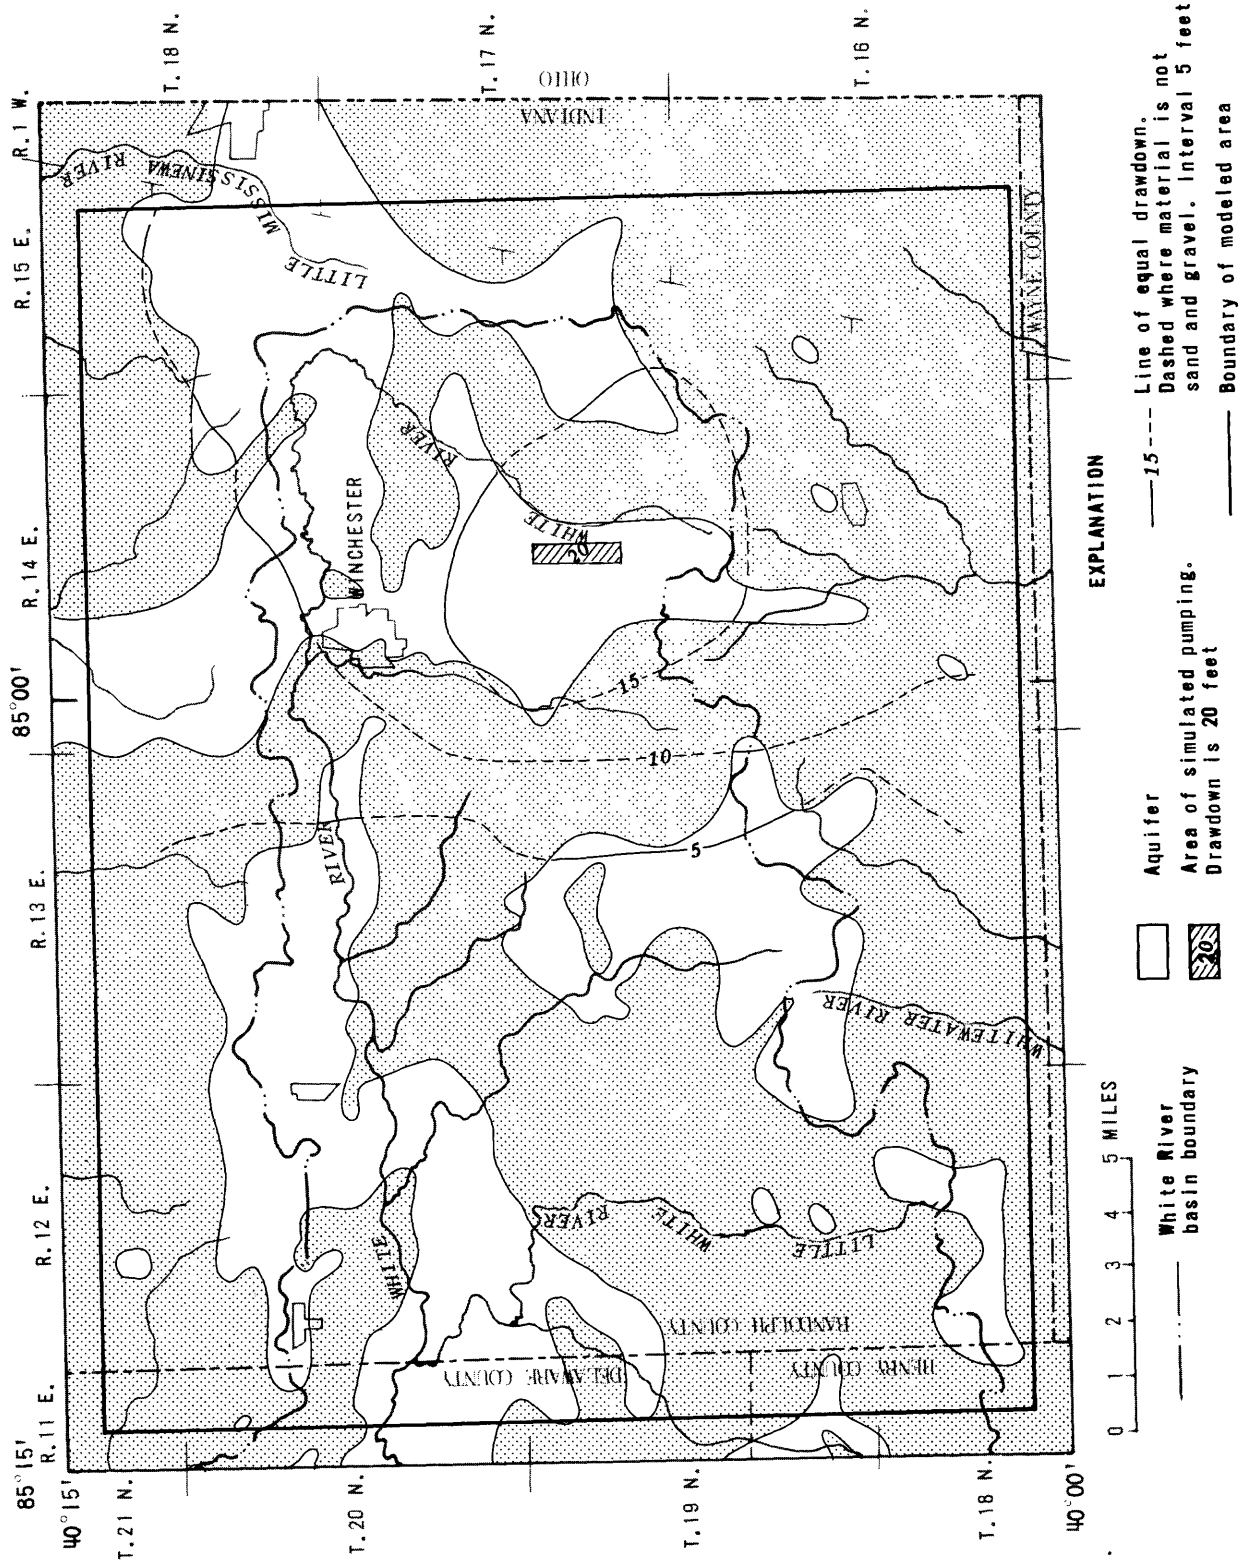 85°15'
R.11 E.
R.12 E.
R.13 E.
85°00'
R.14 E.
R.15 E.
R.1 W.
40°15'
T.21 N.
T.20 N.
T.19 N.
T.18 N.
40°00'
T.18 N.
T.17 N.
T.16 N.
INDIANA
OHIO
LITTLE
MISSISSINEWA
RIVER
WINCHESTER
RIVER
WHITE
RIVER
WHITE
20
15
10
5
WHITE
RIVERS
LITTLE
WHITEWATER RIVER
WHITE
DELAWARE COUNTY
RANDOLPH COUNTY
HENRY COUNTY
WAYNE COUNTY
0 1 2 3 4 5 MILES
EXPLANATION
White River
basin boundary
Aquifer
20
Area of simulated pumping.
Drawdown is 20 feet
15
Line of equal drawdown.
Dashed where material is not
sand and gravel. Interval 5 feet
Boundary of modeled area